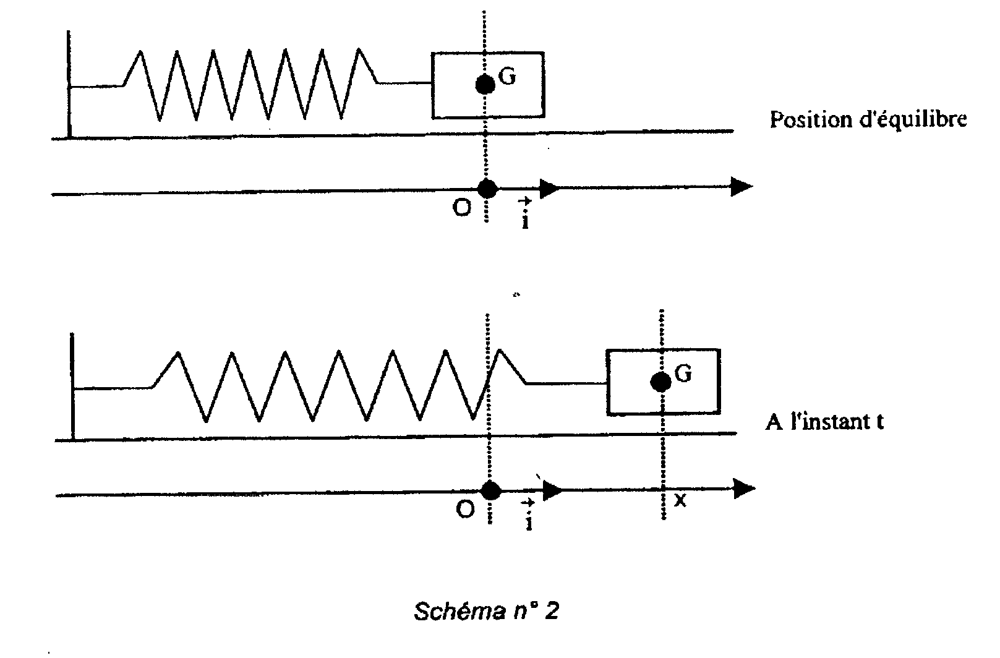 G
Position d'équilibre
O
i
G
A l'instant t
O
i
x
Schéma n° 2